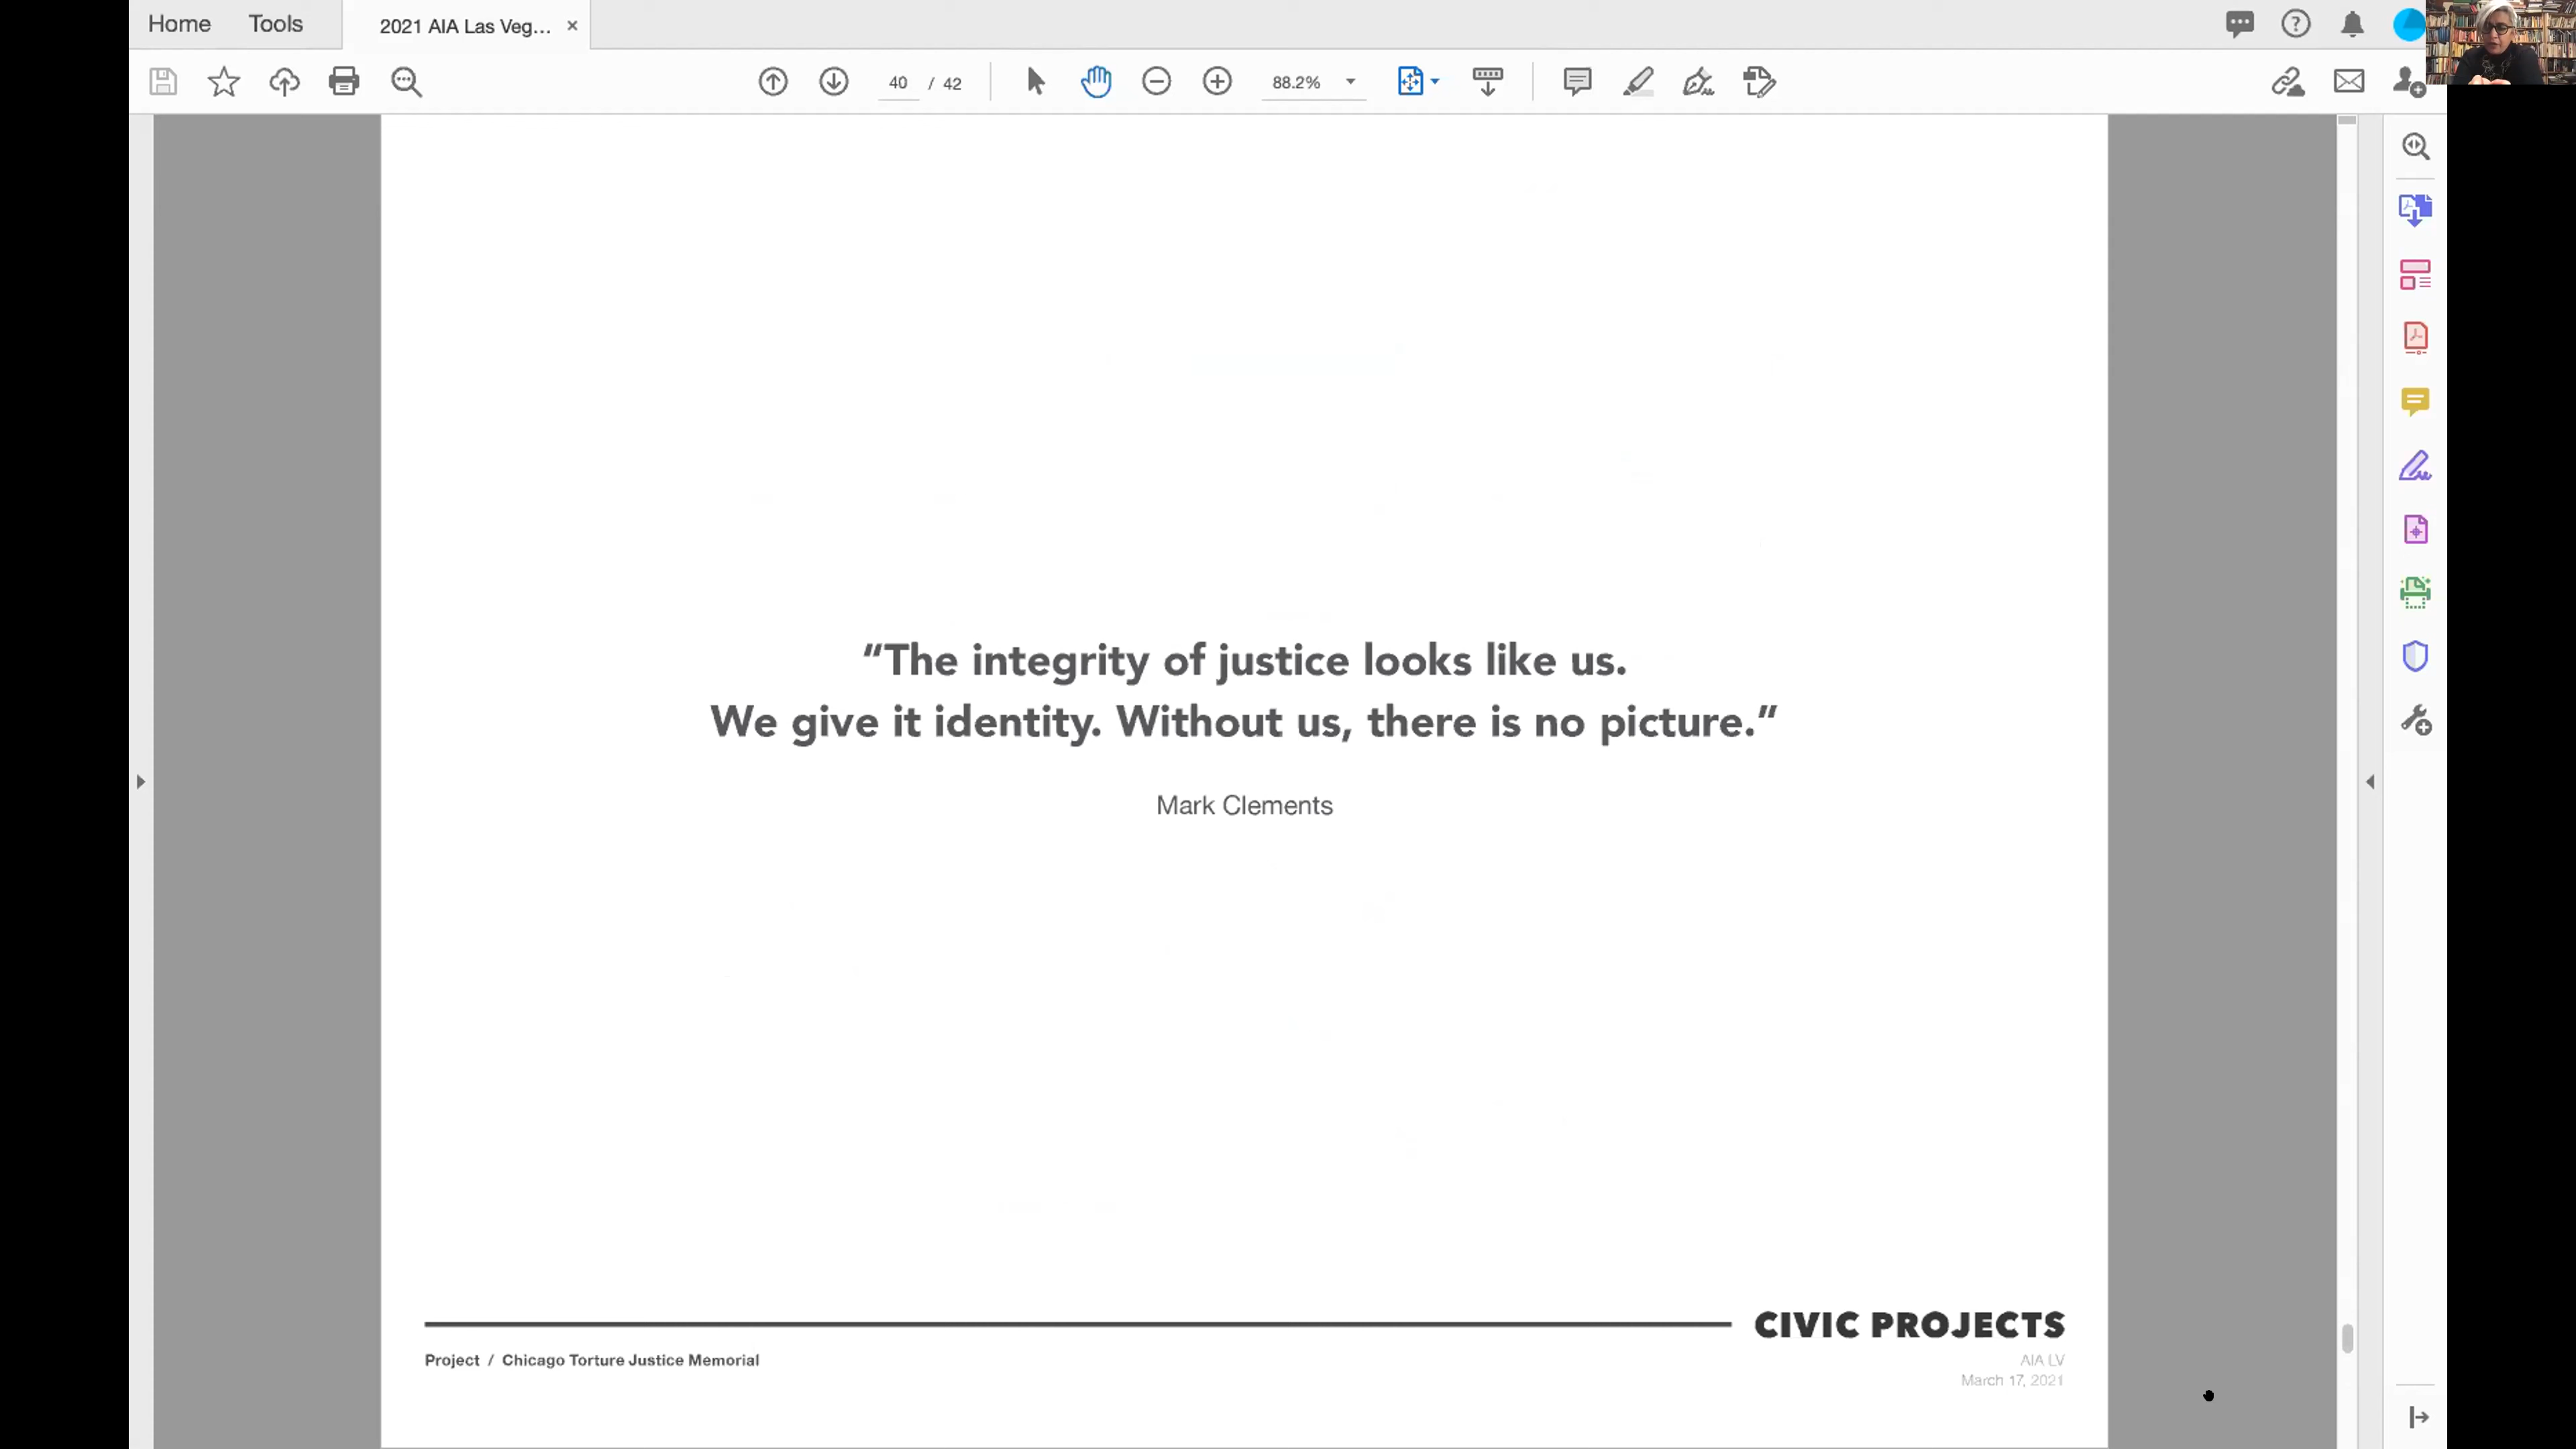 Home Tools 2021 AIA Las Veg... ×
40 / 42 88.2%
“The integrity of justice looks like us.
We give it identity. Without us, there is no picture.”
Mark Clements
CIVIC PROJECTS
Project / Chicago Torture Justice Memorial
AIA LV
March 17, 2021